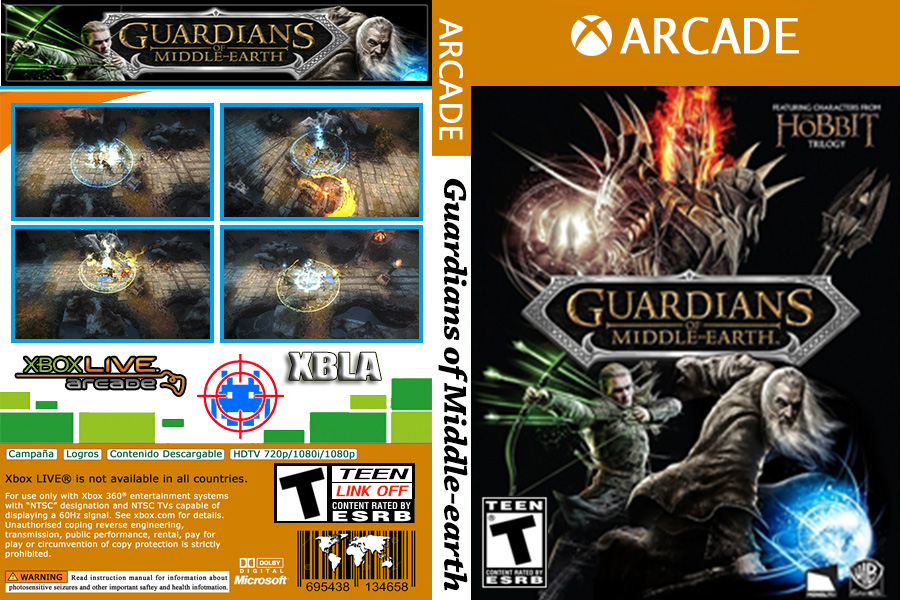 GUARDIANS
OF
MIDDLE-EARTH
XBOX LIVE.
arcade
XBLA
Campaña
Logros
Contenido Descargable
HDTV 720p/1080i/1080p
Xbox LIVE® is not available in all countries.
For use only with Xbox 360® entertainment systems
with "NTSC" designation and NTSC TVs capable of
displaying a 60Hz signal. See xbox.com for details.
Unauthorised coping reverse engineering,
transmission, public performance, rental, pay for
play or circumvention of copy protection is strictly
prohibited.
WARNING Read instruction manual for information about
photosensitive seizures and other important saftey and health infotmation.
T
TEEN
LINK OFF
CONTENT RATED BY
ESRB
DOLBY
DIGITAL
Microsoft
695438 134658
ARCADE
Guardians of Middle-earth
ARCADE
FEATURING CHARACTERS FROM
THE HOBBIT
TRILOGY
GUARDIANS
OF
MIDDLE-EARTH
TEEN
T
CONTENT RATED BY
ESRB
WB
GAMES